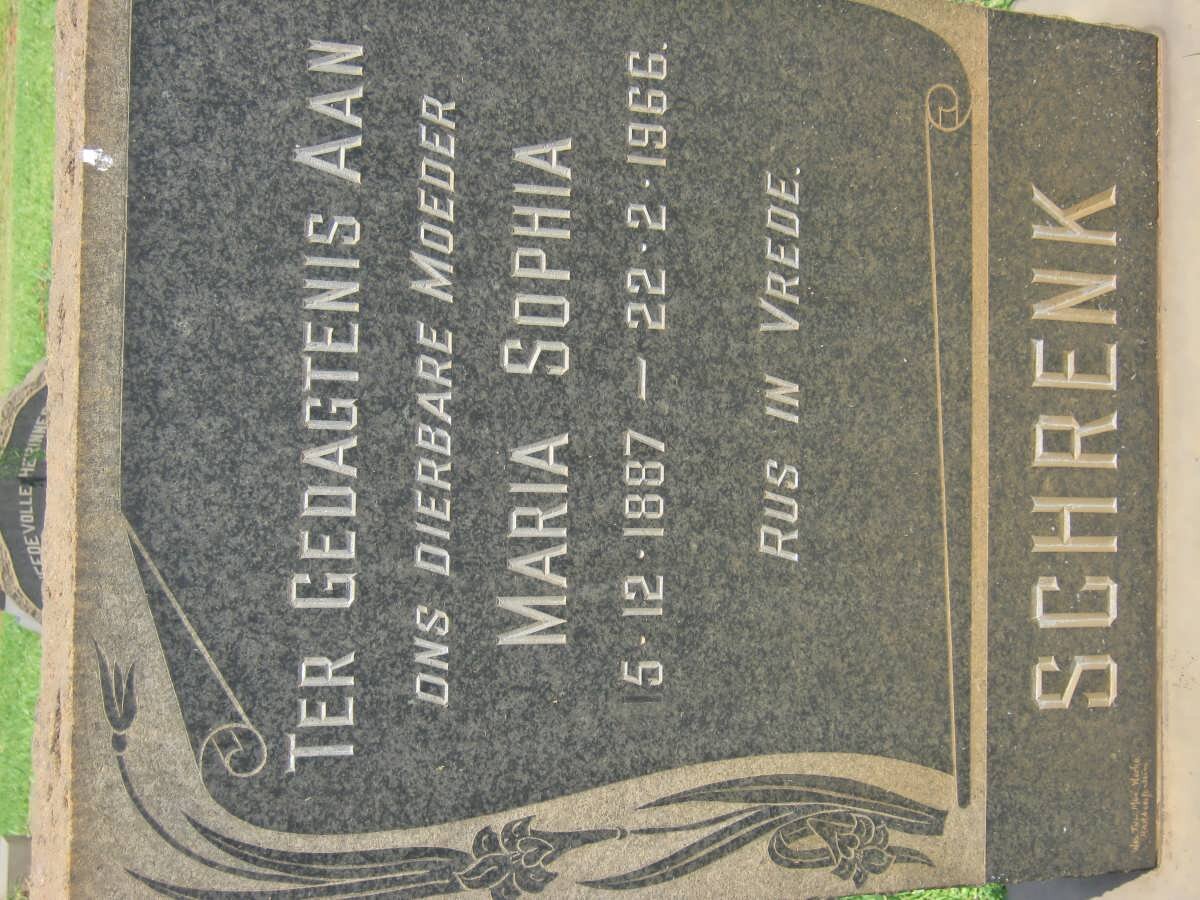 TER GEDAGTENIS AAN
ONS DIERBARE MOEDER
MARIA SOPHIA
5·12·1887 — 22·2·1966.
RUS IN VREDE.
SCHRENK